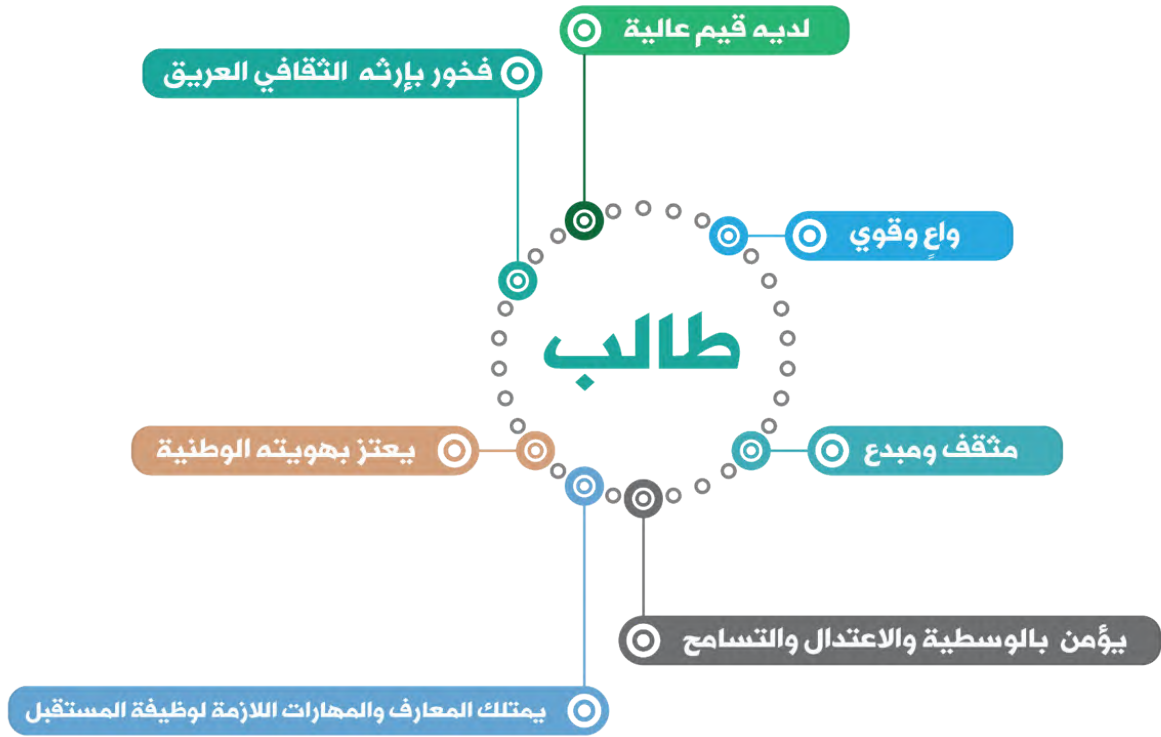 لديه قيم عالية
فخور بإرثه الثقافي العريق
واعٍ وقوي
طالب
مثقف ومبدع
يعتز بهويته الوطنية
يؤمن بالوسطية والاعتدال والتسامح
يمتلك المعارف والمهارات اللازمة لوظيفة المستقبل